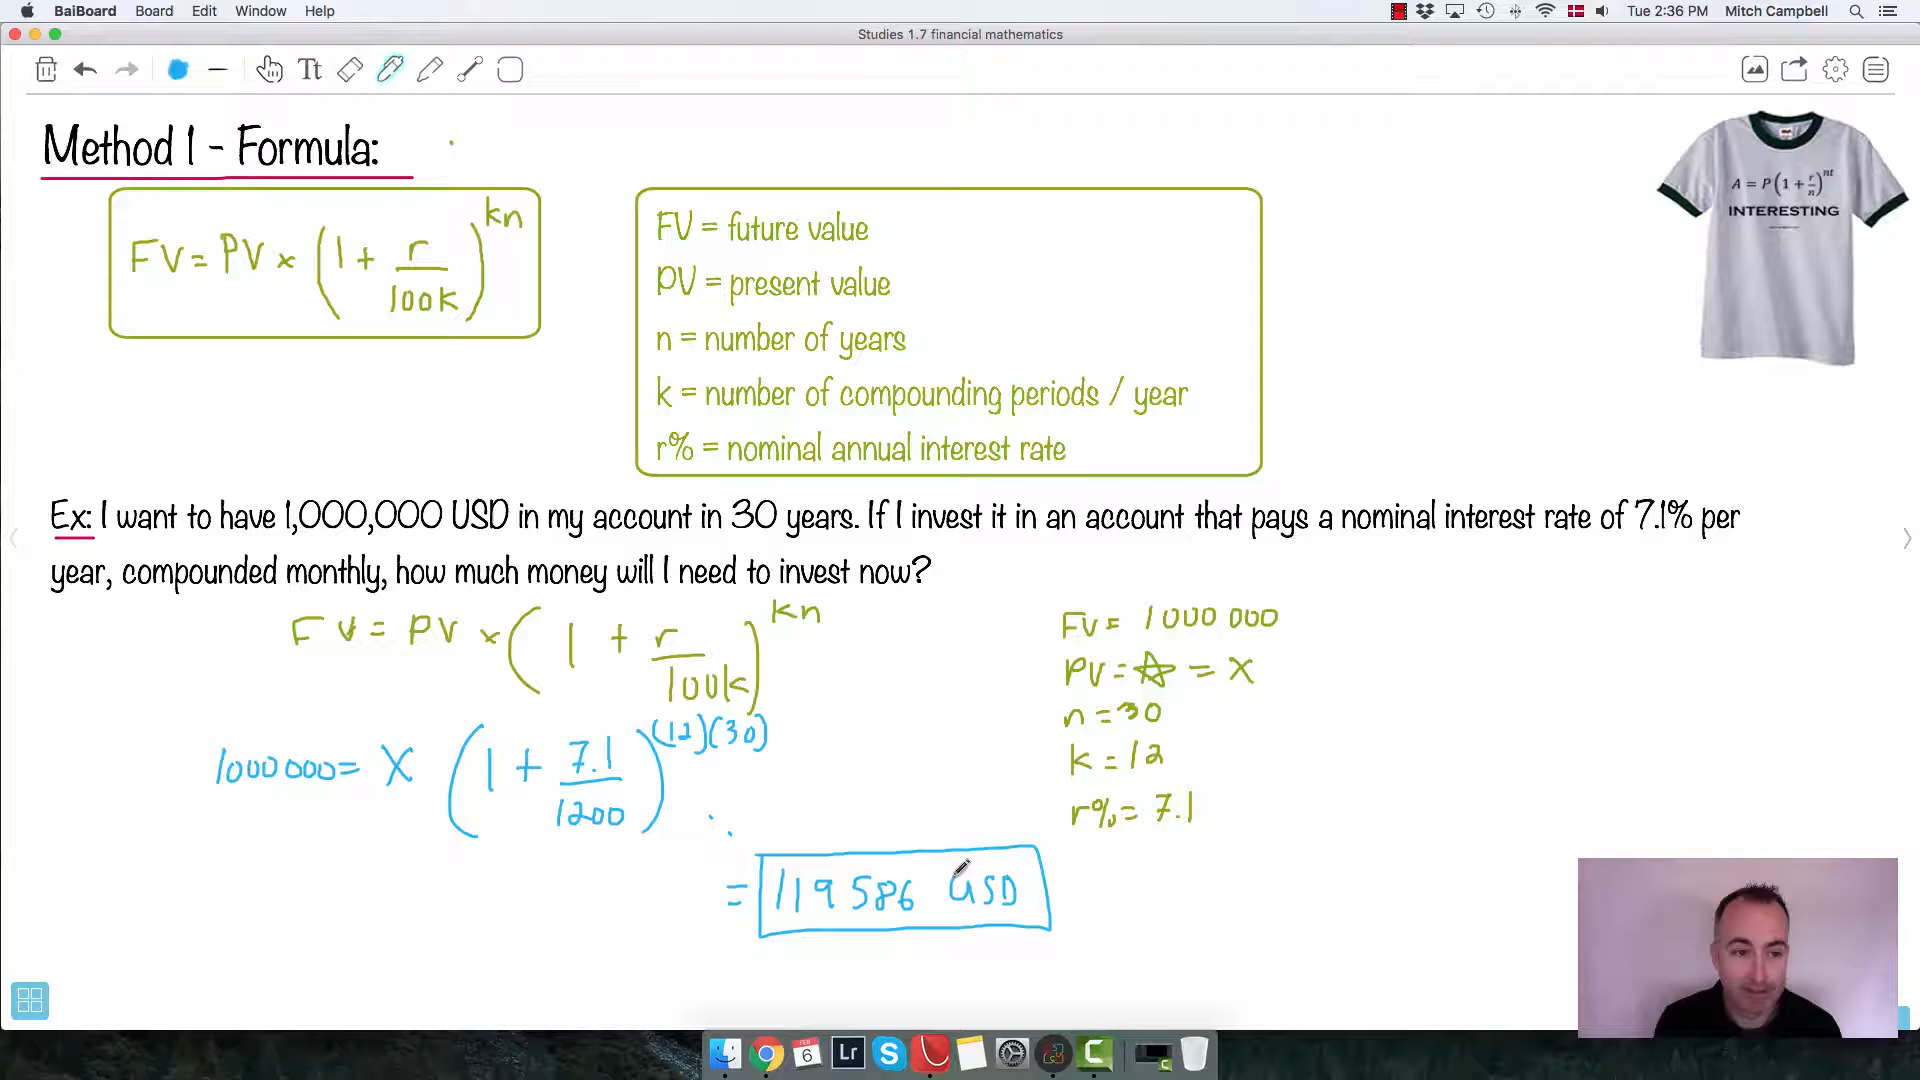 BaiBoard Board Edit Window Help Tue 2:36 PM Mitch Campbell
Studies 1.7 financial mathematics
Tt
Method 1 - Formula:
FV = PV × (1 + r/100k)^kn
FV = future value
PV = present value
n = number of years
k = number of compounding periods / year
r% = nominal annual interest rate
A = P(1 + r/n)^nt
INTERESTING
Ex: I want to have 1,000,000 USD in my account in 30 years. If I invest it in an account that pays a nominal interest rate of 7.1% per
year, compounded monthly, how much money will I need to invest now?
FV = PV × (1 + r/100k)^kn
1000000 = X (1 + 7.1/1200)^(12)(30)
= 119 586 USD
FV = 1000 000
PV = ☆ = X
n = 30
k = 12
r% = 7.1
FEB
6
Lr
S
C